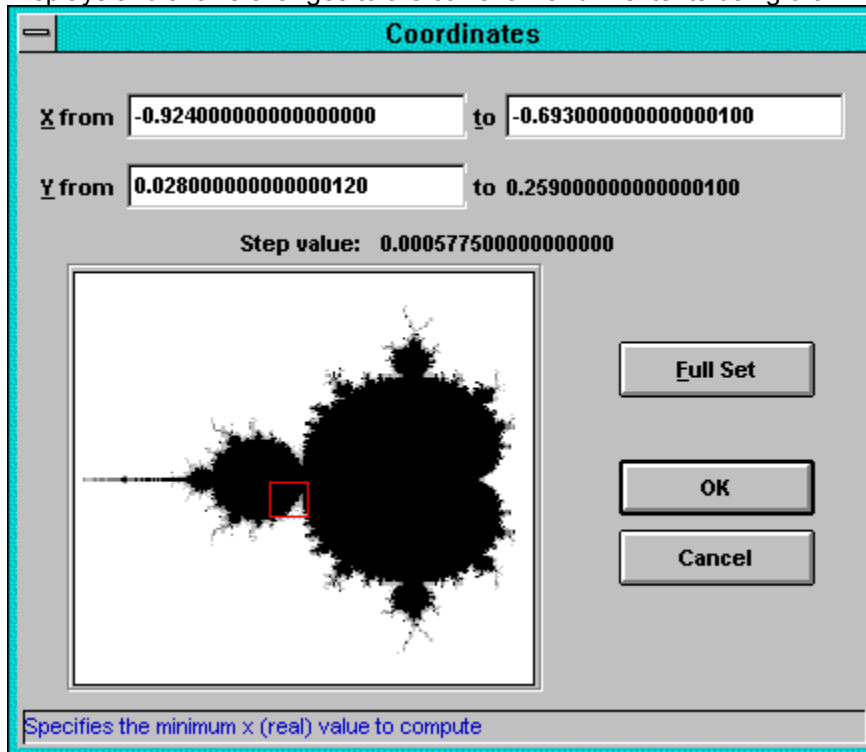 Coordinates
X from -0.924000000000000000 to -0.693000000000000100
Y from 0.028000000000000120 to 0.259000000000000100
Step value: 0.000577500000000000
Full Set
OK
Cancel
Specifies the minimum x (real) value to compute